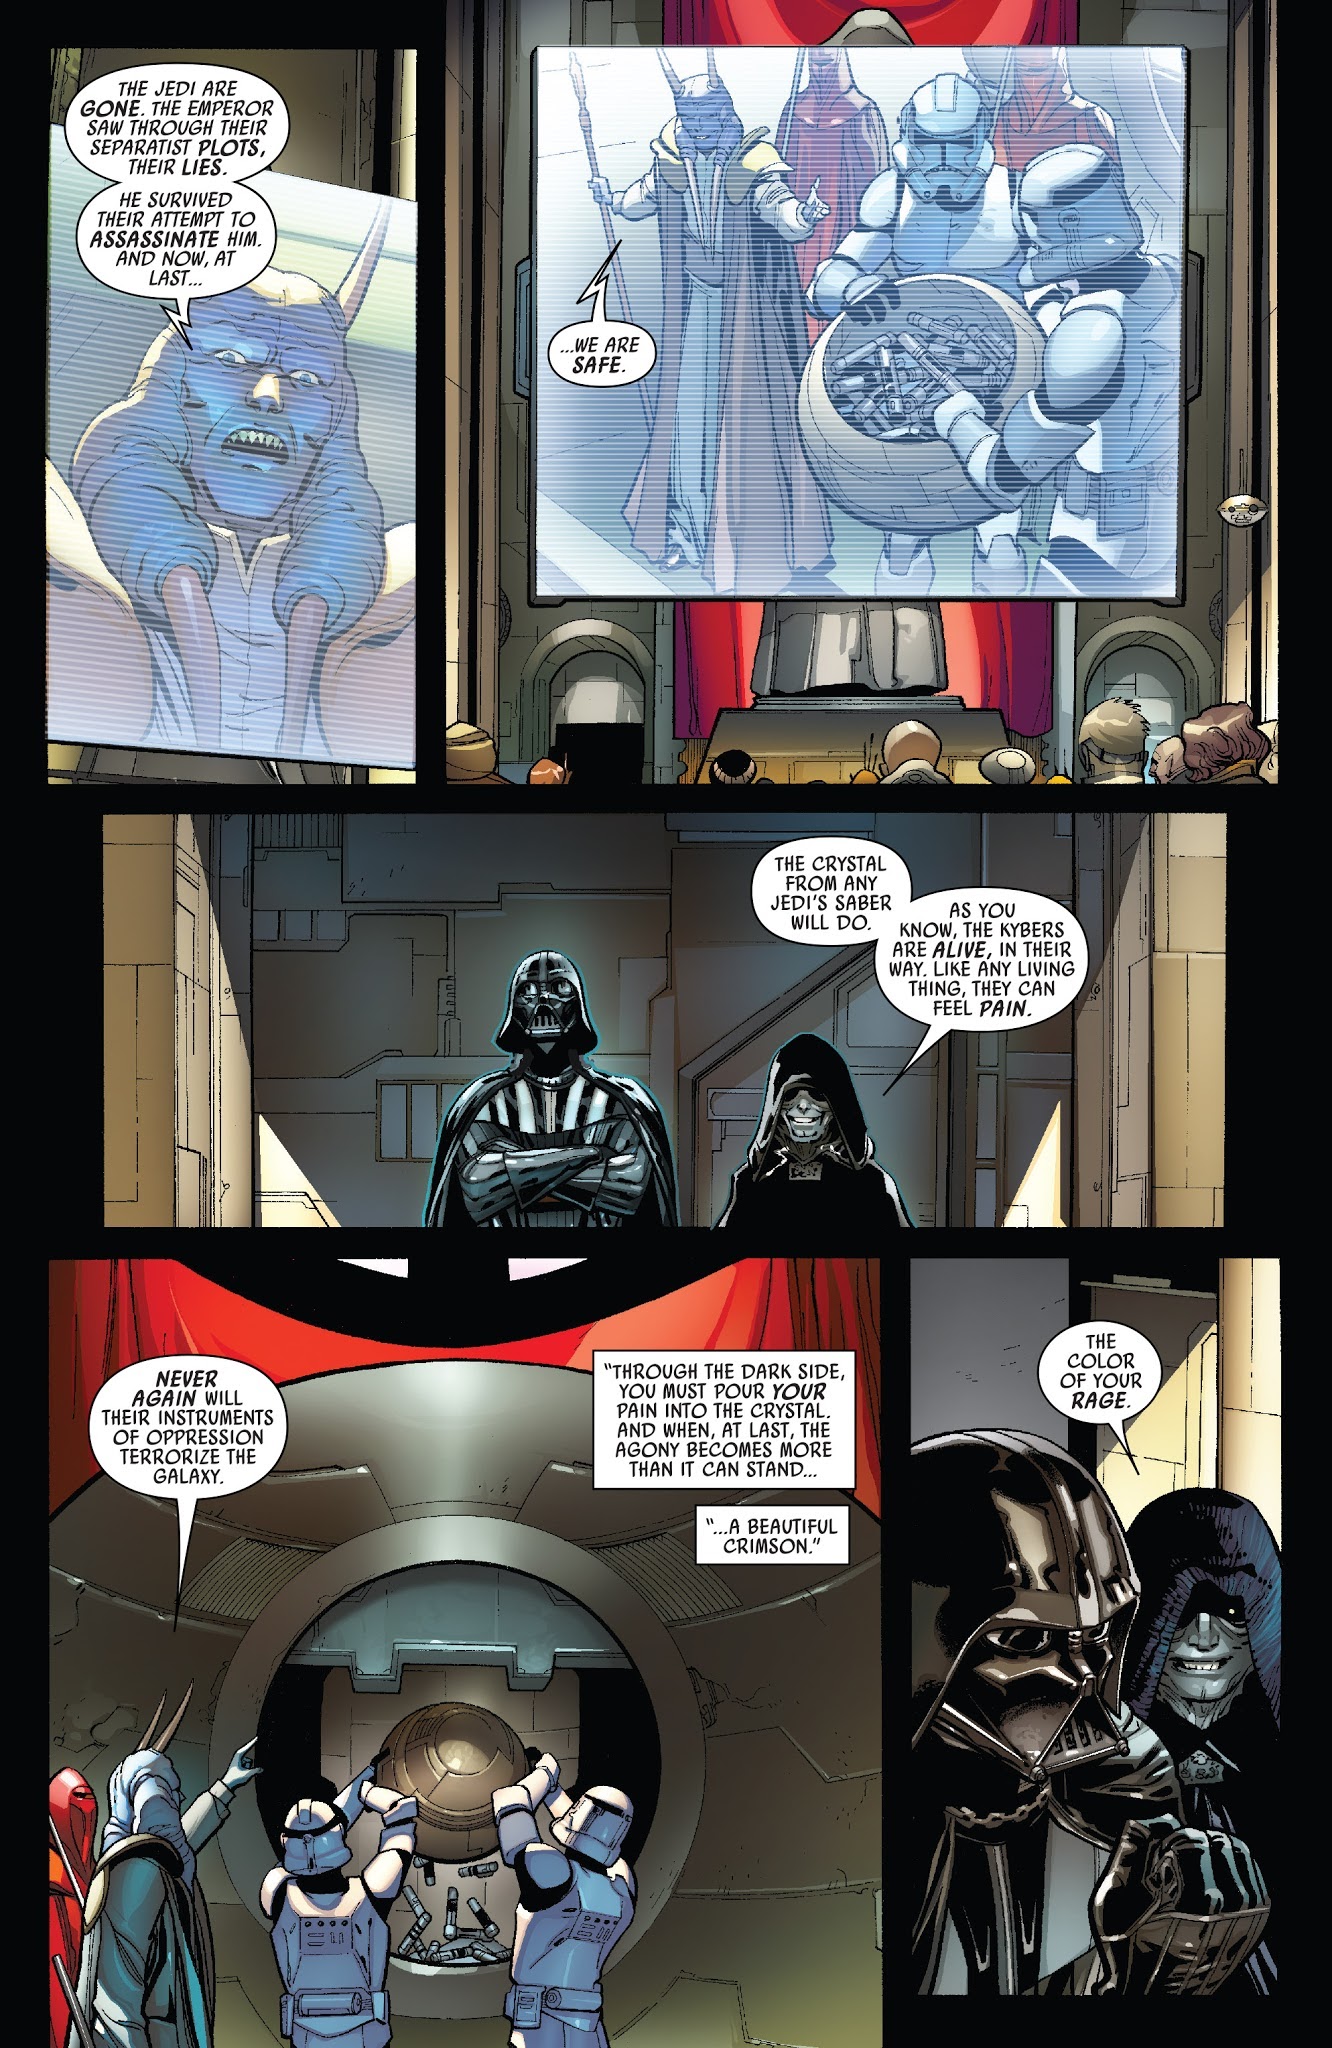 THE JEDI ARE
GONE. THE EMPEROR
SAW THROUGH THEIR
SEPARATIST PLOTS,
THEIR LIES.
HE SURVIVED
THEIR ATTEMPT TO
ASSASSINATE HIM.
AND NOW, AT
LAST...
...WE ARE
SAFE.
THE CRYSTAL
FROM ANY
JEDI'S SABER
WILL DO.
AS YOU
KNOW, THE KYBERS
ARE ALIVE, IN THEIR
WAY. LIKE ANY LIVING
THING, THEY CAN
FEEL PAIN.
NEVER
AGAIN WILL
THEIR INSTRUMENTS
OF OPPRESSION
TERRORIZE THE
GALAXY.
"THROUGH THE DARK SIDE,
YOU MUST POUR YOUR
PAIN INTO THE CRYSTAL.
AND WHEN, AT LAST, THE
AGONY BECOMES MORE
THAN IT CAN STAND...
"...A BEAUTIFUL
CRIMSON."
THE
COLOR
OF YOUR
RAGE.